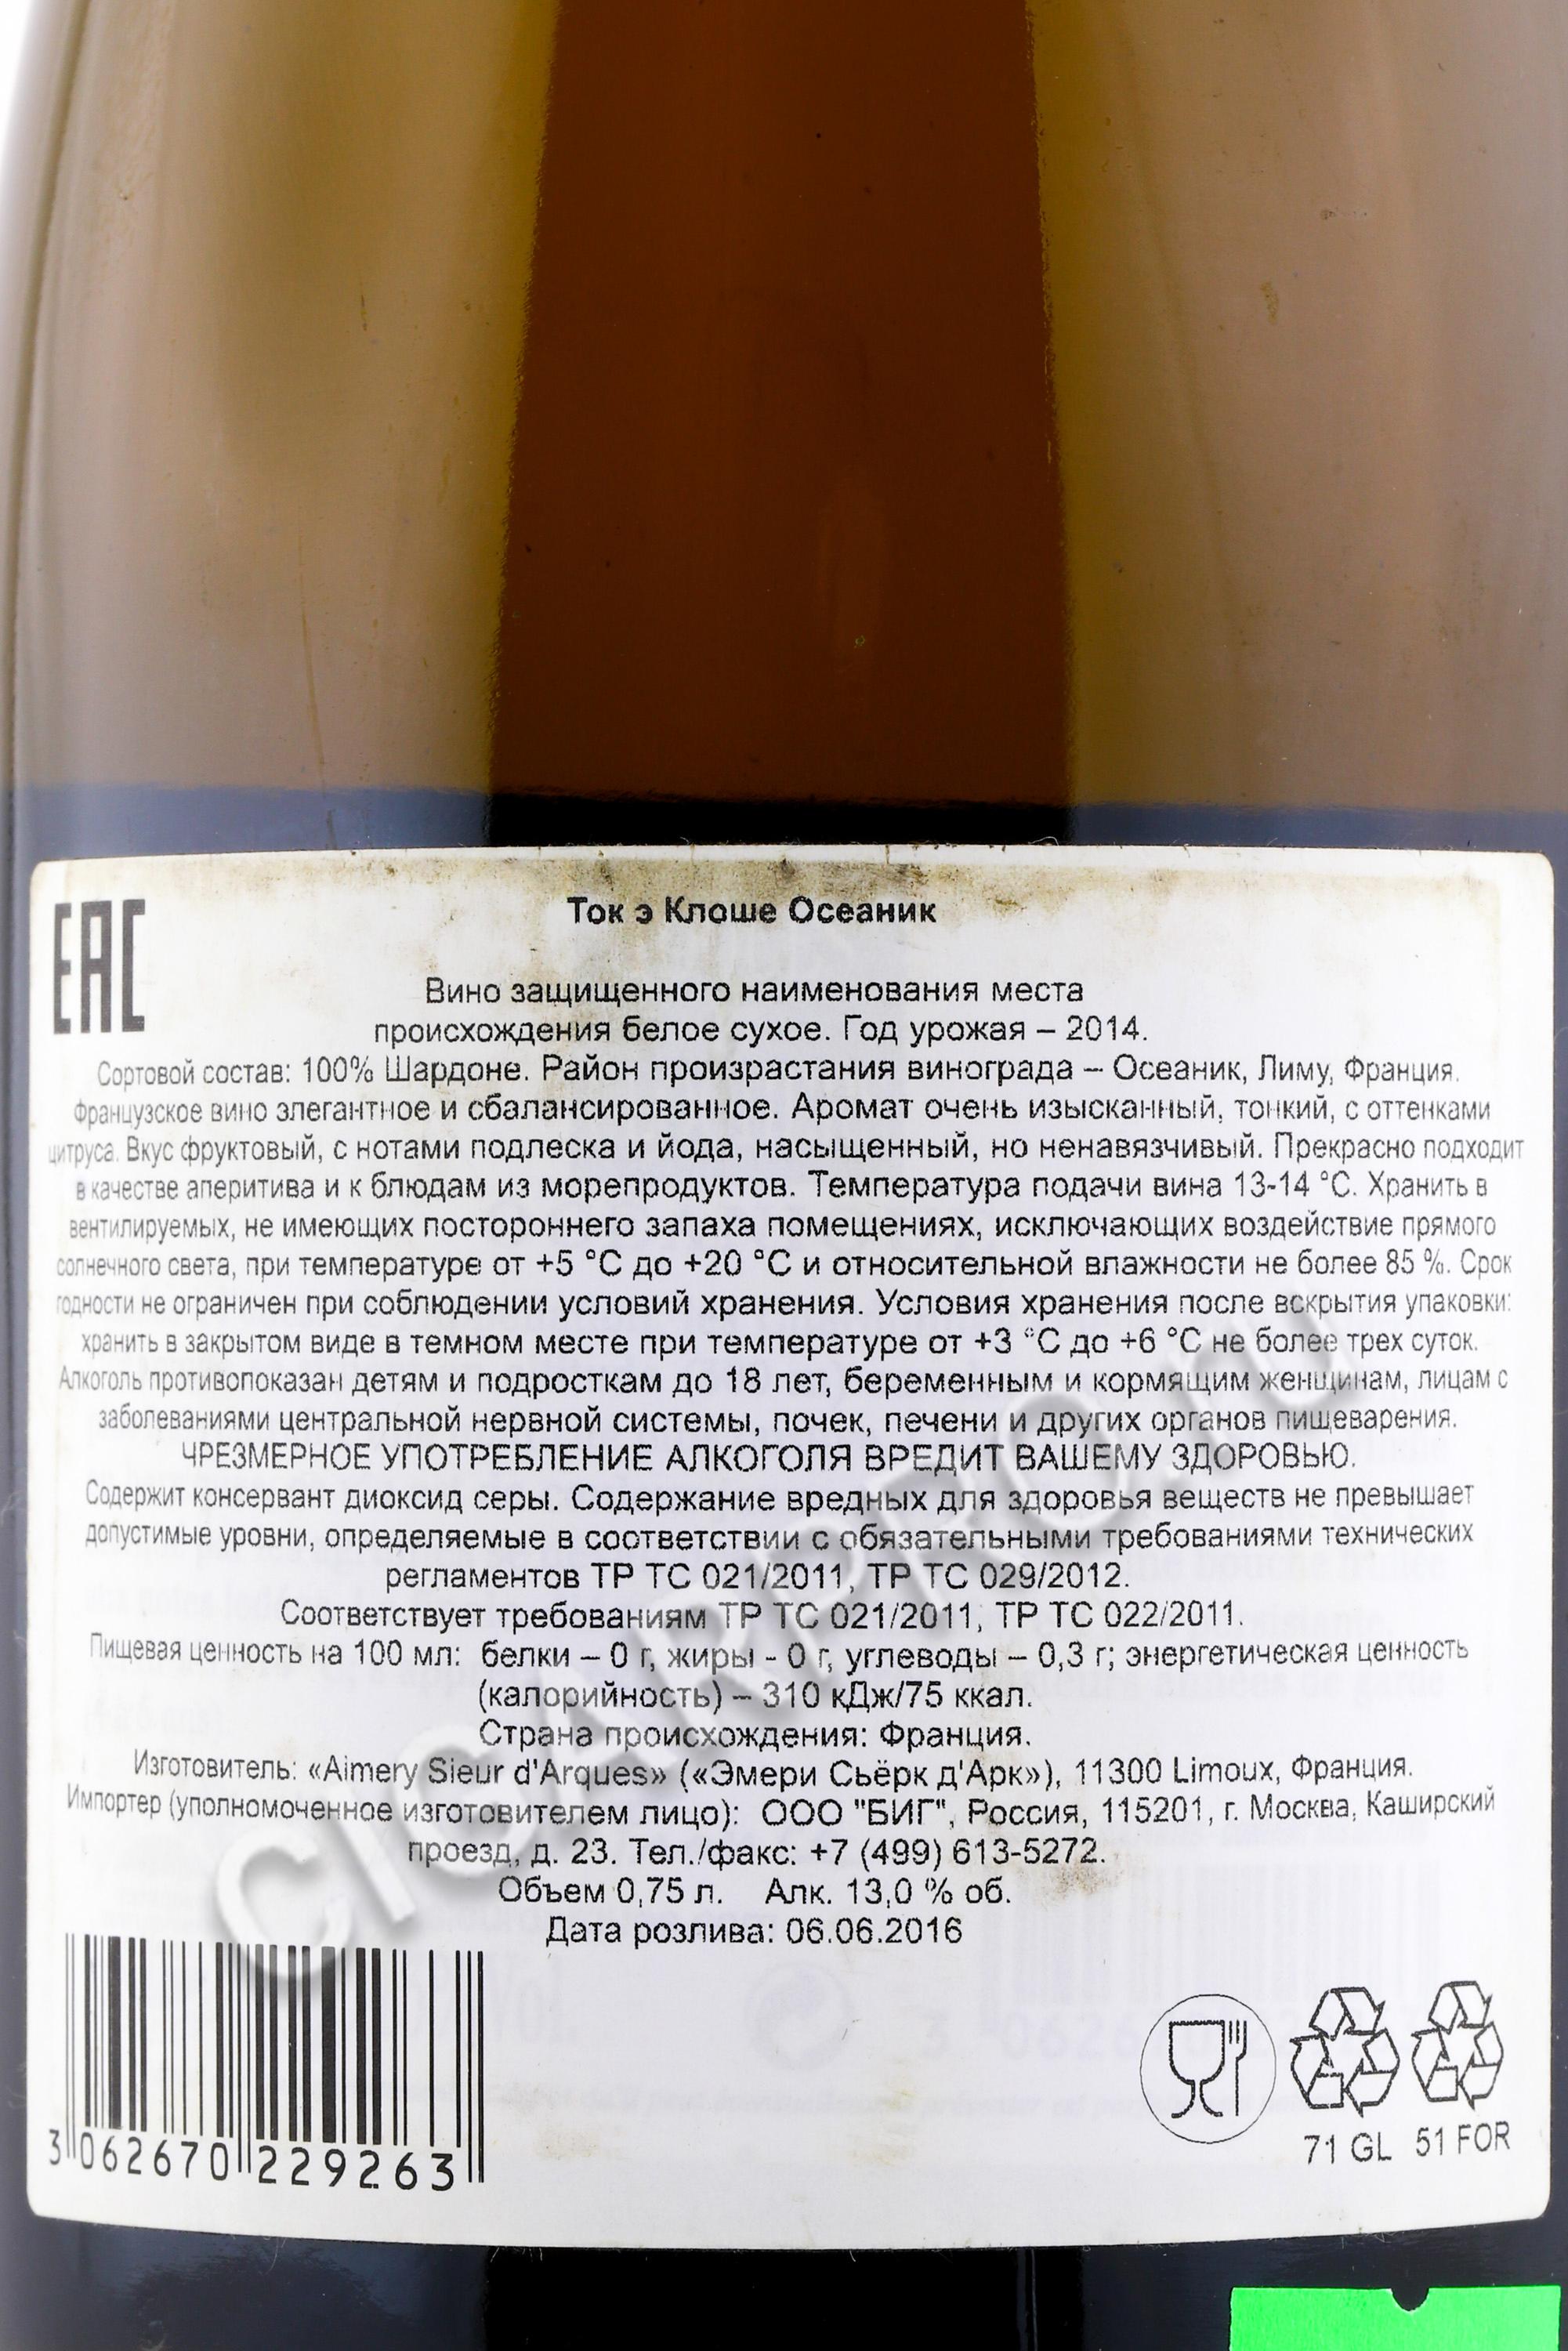 EAC
Ток э Клоше Осеаник
Вино защищенного наименования места
происхождения белое сухое. Год урожая – 2014.
Сортовой состав: 100% Шардоне. Район произрастания винограда – Осеаник, Лиму, Франция.
Французское вино элегантное и сбалансированное. Аромат очень изысканный, тонкий, с оттенками
цитруса. Вкус фруктовый, с нотами подлеска и йода, насыщенный, но ненавязчивый. Прекрасно подходит
в качестве аперитива и к блюдам из морепродуктов. Температура подачи вина 13-14 °C. Хранить в
вентилируемых, не имеющих постороннего запаха помещениях, исключающих воздействие прямого
солнечного света, при температуре от +5 °C до +20 °C и относительной влажности не более 85 %. Срок
годности не ограничен при соблюдении условий хранения. Условия хранения после вскрытия упаковки:
хранить в закрытом виде в темном месте при температуре от +3 °C до +6 °C не более трех суток.
Алкоголь противопоказан детям и подросткам до 18 лет, беременным и кормящим женщинам, лицам с
заболеваниями центральной нервной системы, почек, печени и других органов пищеварения.
ЧРЕЗМЕРНОЕ УПОТРЕБЛЕНИЕ АЛКОГОЛЯ ВРЕДИТ ВАШЕМУ ЗДОРОВЬЮ.
Содержит консервант диоксид серы. Содержание вредных для здоровья веществ не превышает
допустимые уровни, определяемые в соответствии с обязательными требованиями технических
регламентов ТР ТС 021/2011, ТР ТС 029/2012.
Соответствует требованиям ТР ТС 021/2011, ТР ТС 022/2011.
Пищевая ценность на 100 мл: белки – 0 г, жиры - 0 г, углеводы – 0,3 г; энергетическая ценность
(калорийность) – 310 кДж/75 ккал.
Страна происхождения: Франция.
Изготовитель: «Aimery Sieur d'Arques» («Эмери Сьёрк д'Арк»), 11300 Limoux, Франция.
Импортер (уполномоченное изготовителем лицо): ООО "БИГ", Россия, 115201, г. Москва, Каширский
проезд, д. 23. Тел./факс: +7 (499) 613-5272.
Объем 0,75 л. Алк. 13,0 % об.
Дата розлива: 06.06.2016
3 062670 229263
71 GL 51 FOR